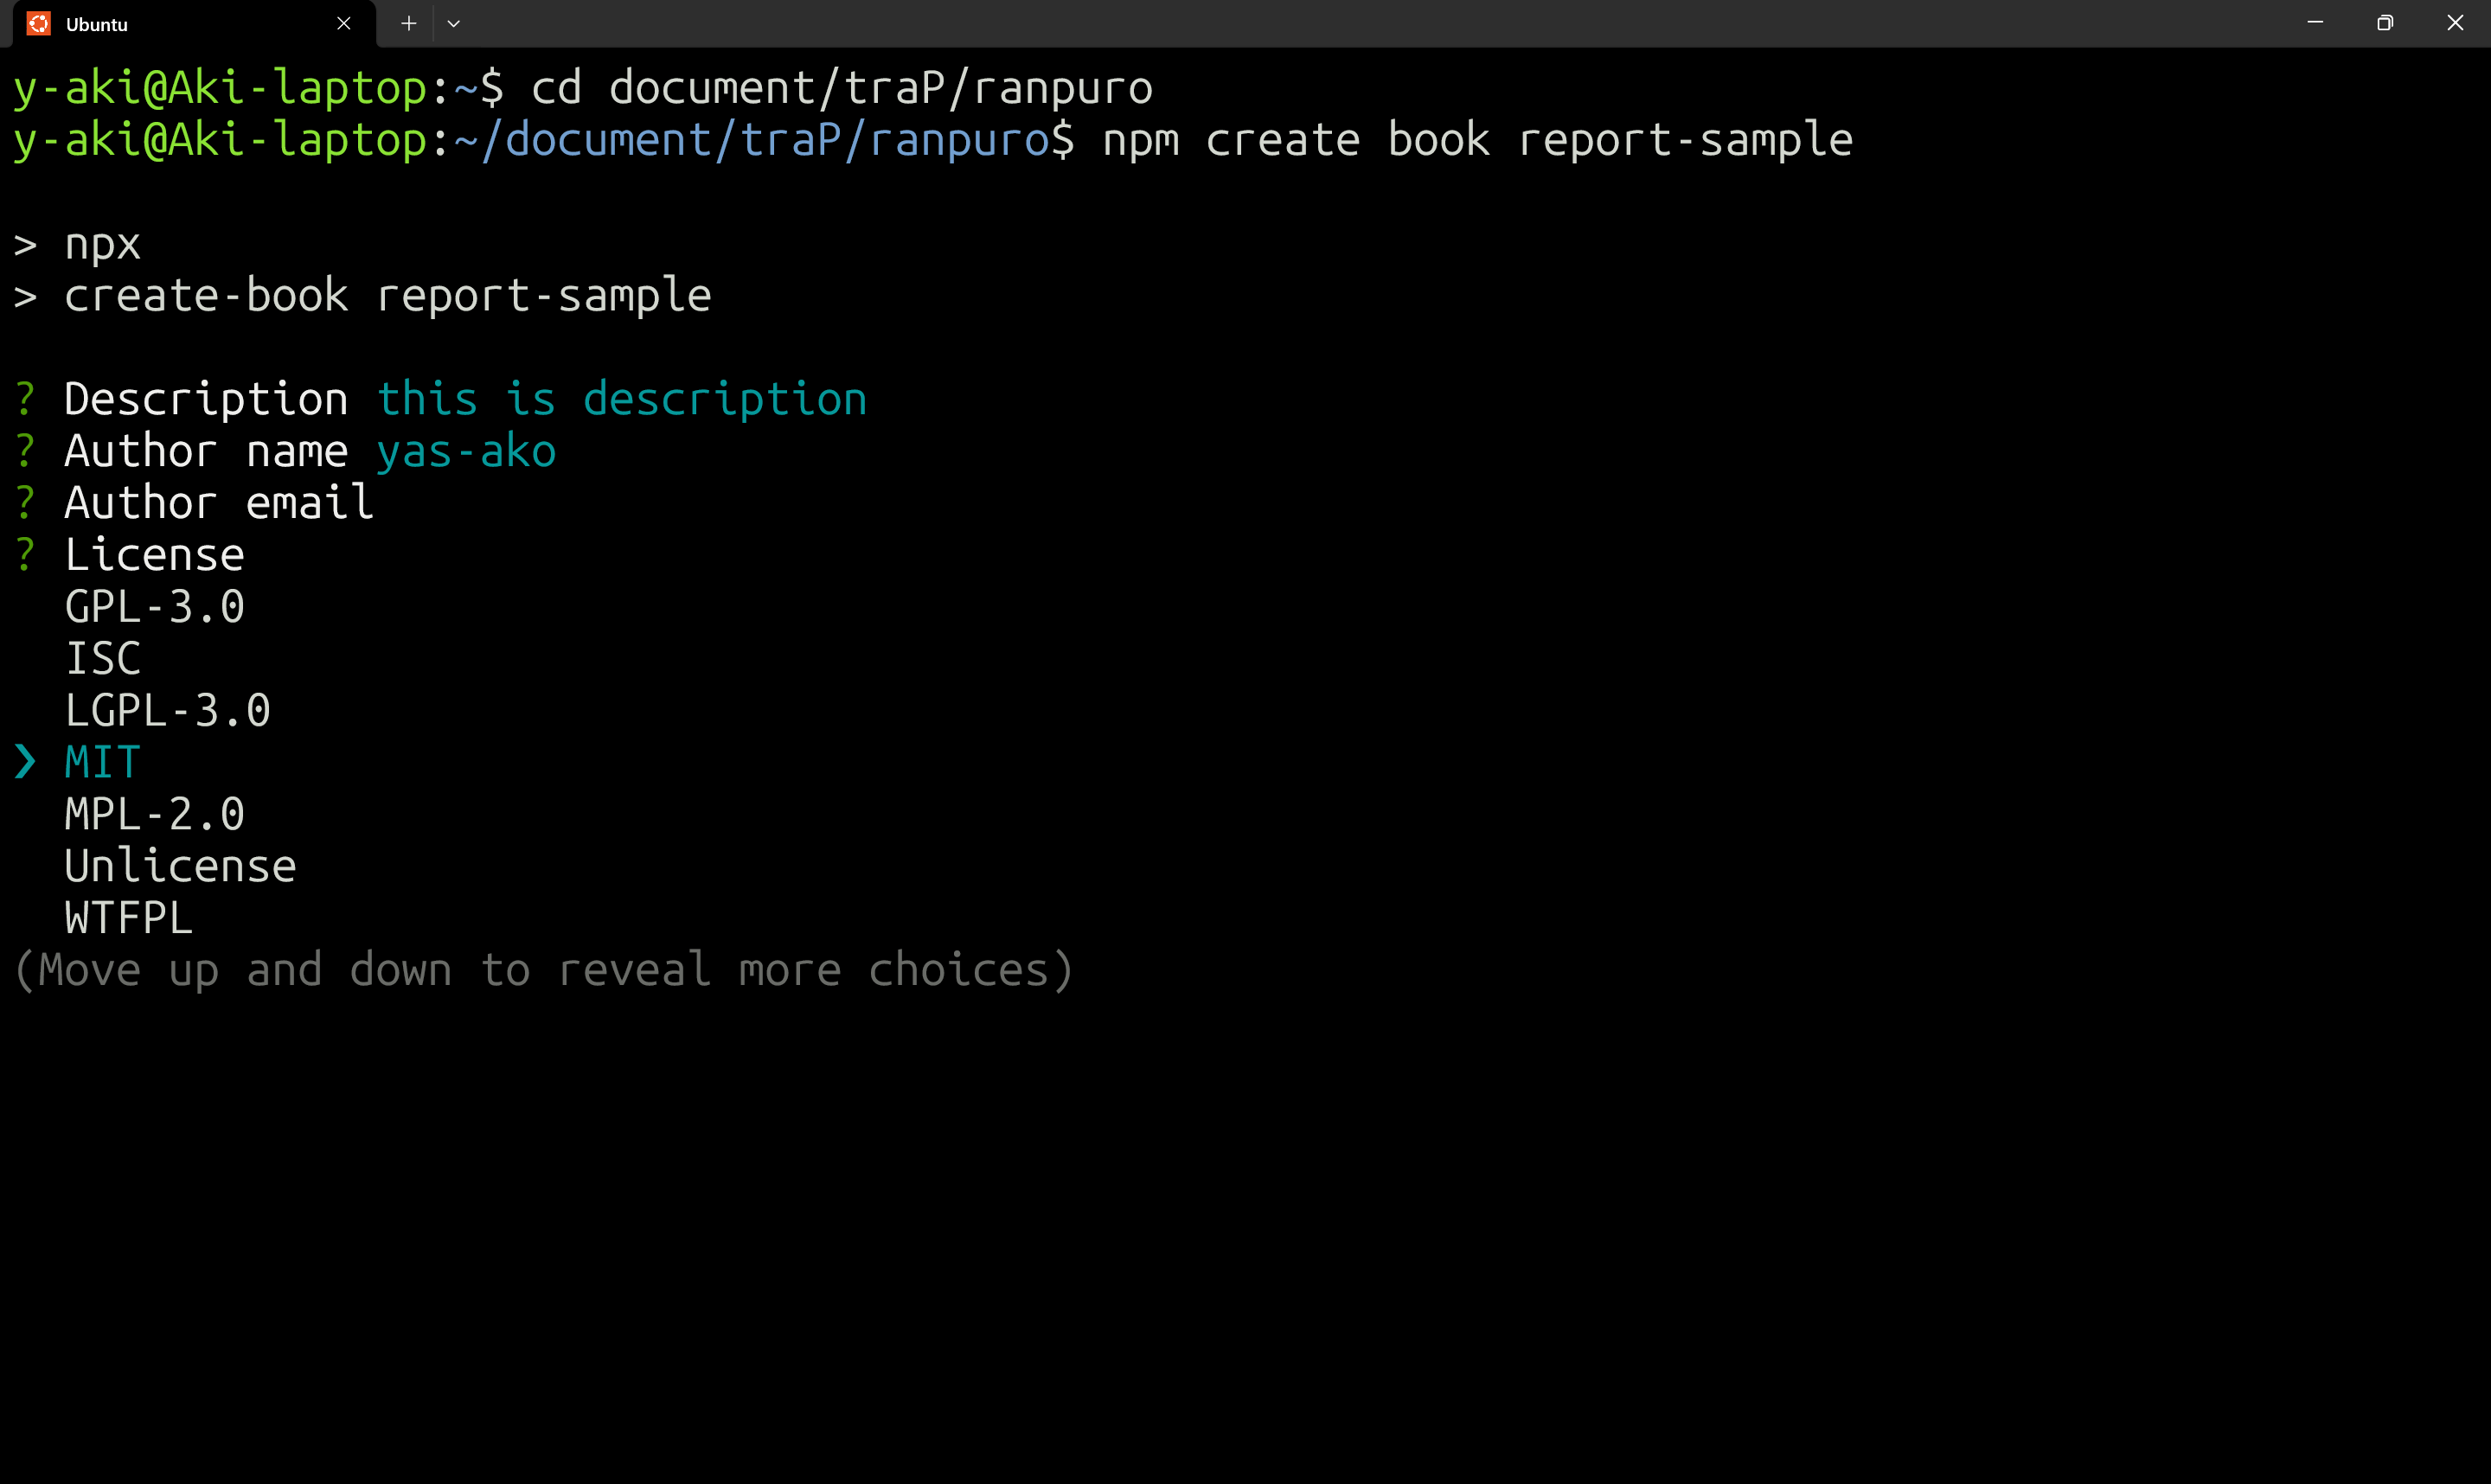 Ubuntu
y-aki@Aki-laptop:~$ cd document/traP/ranpuro
y-aki@Aki-laptop:~/document/traP/ranpuro$ npm create book report-sample
> npx
> create-book report-sample
? Description this is description
? Author name yas-ako
? Author email
? License
GPL-3.0
ISC
LGPL-3.0
❯ MIT
MPL-2.0
Unlicense
WTFPL
(Move up and down to reveal more choices)